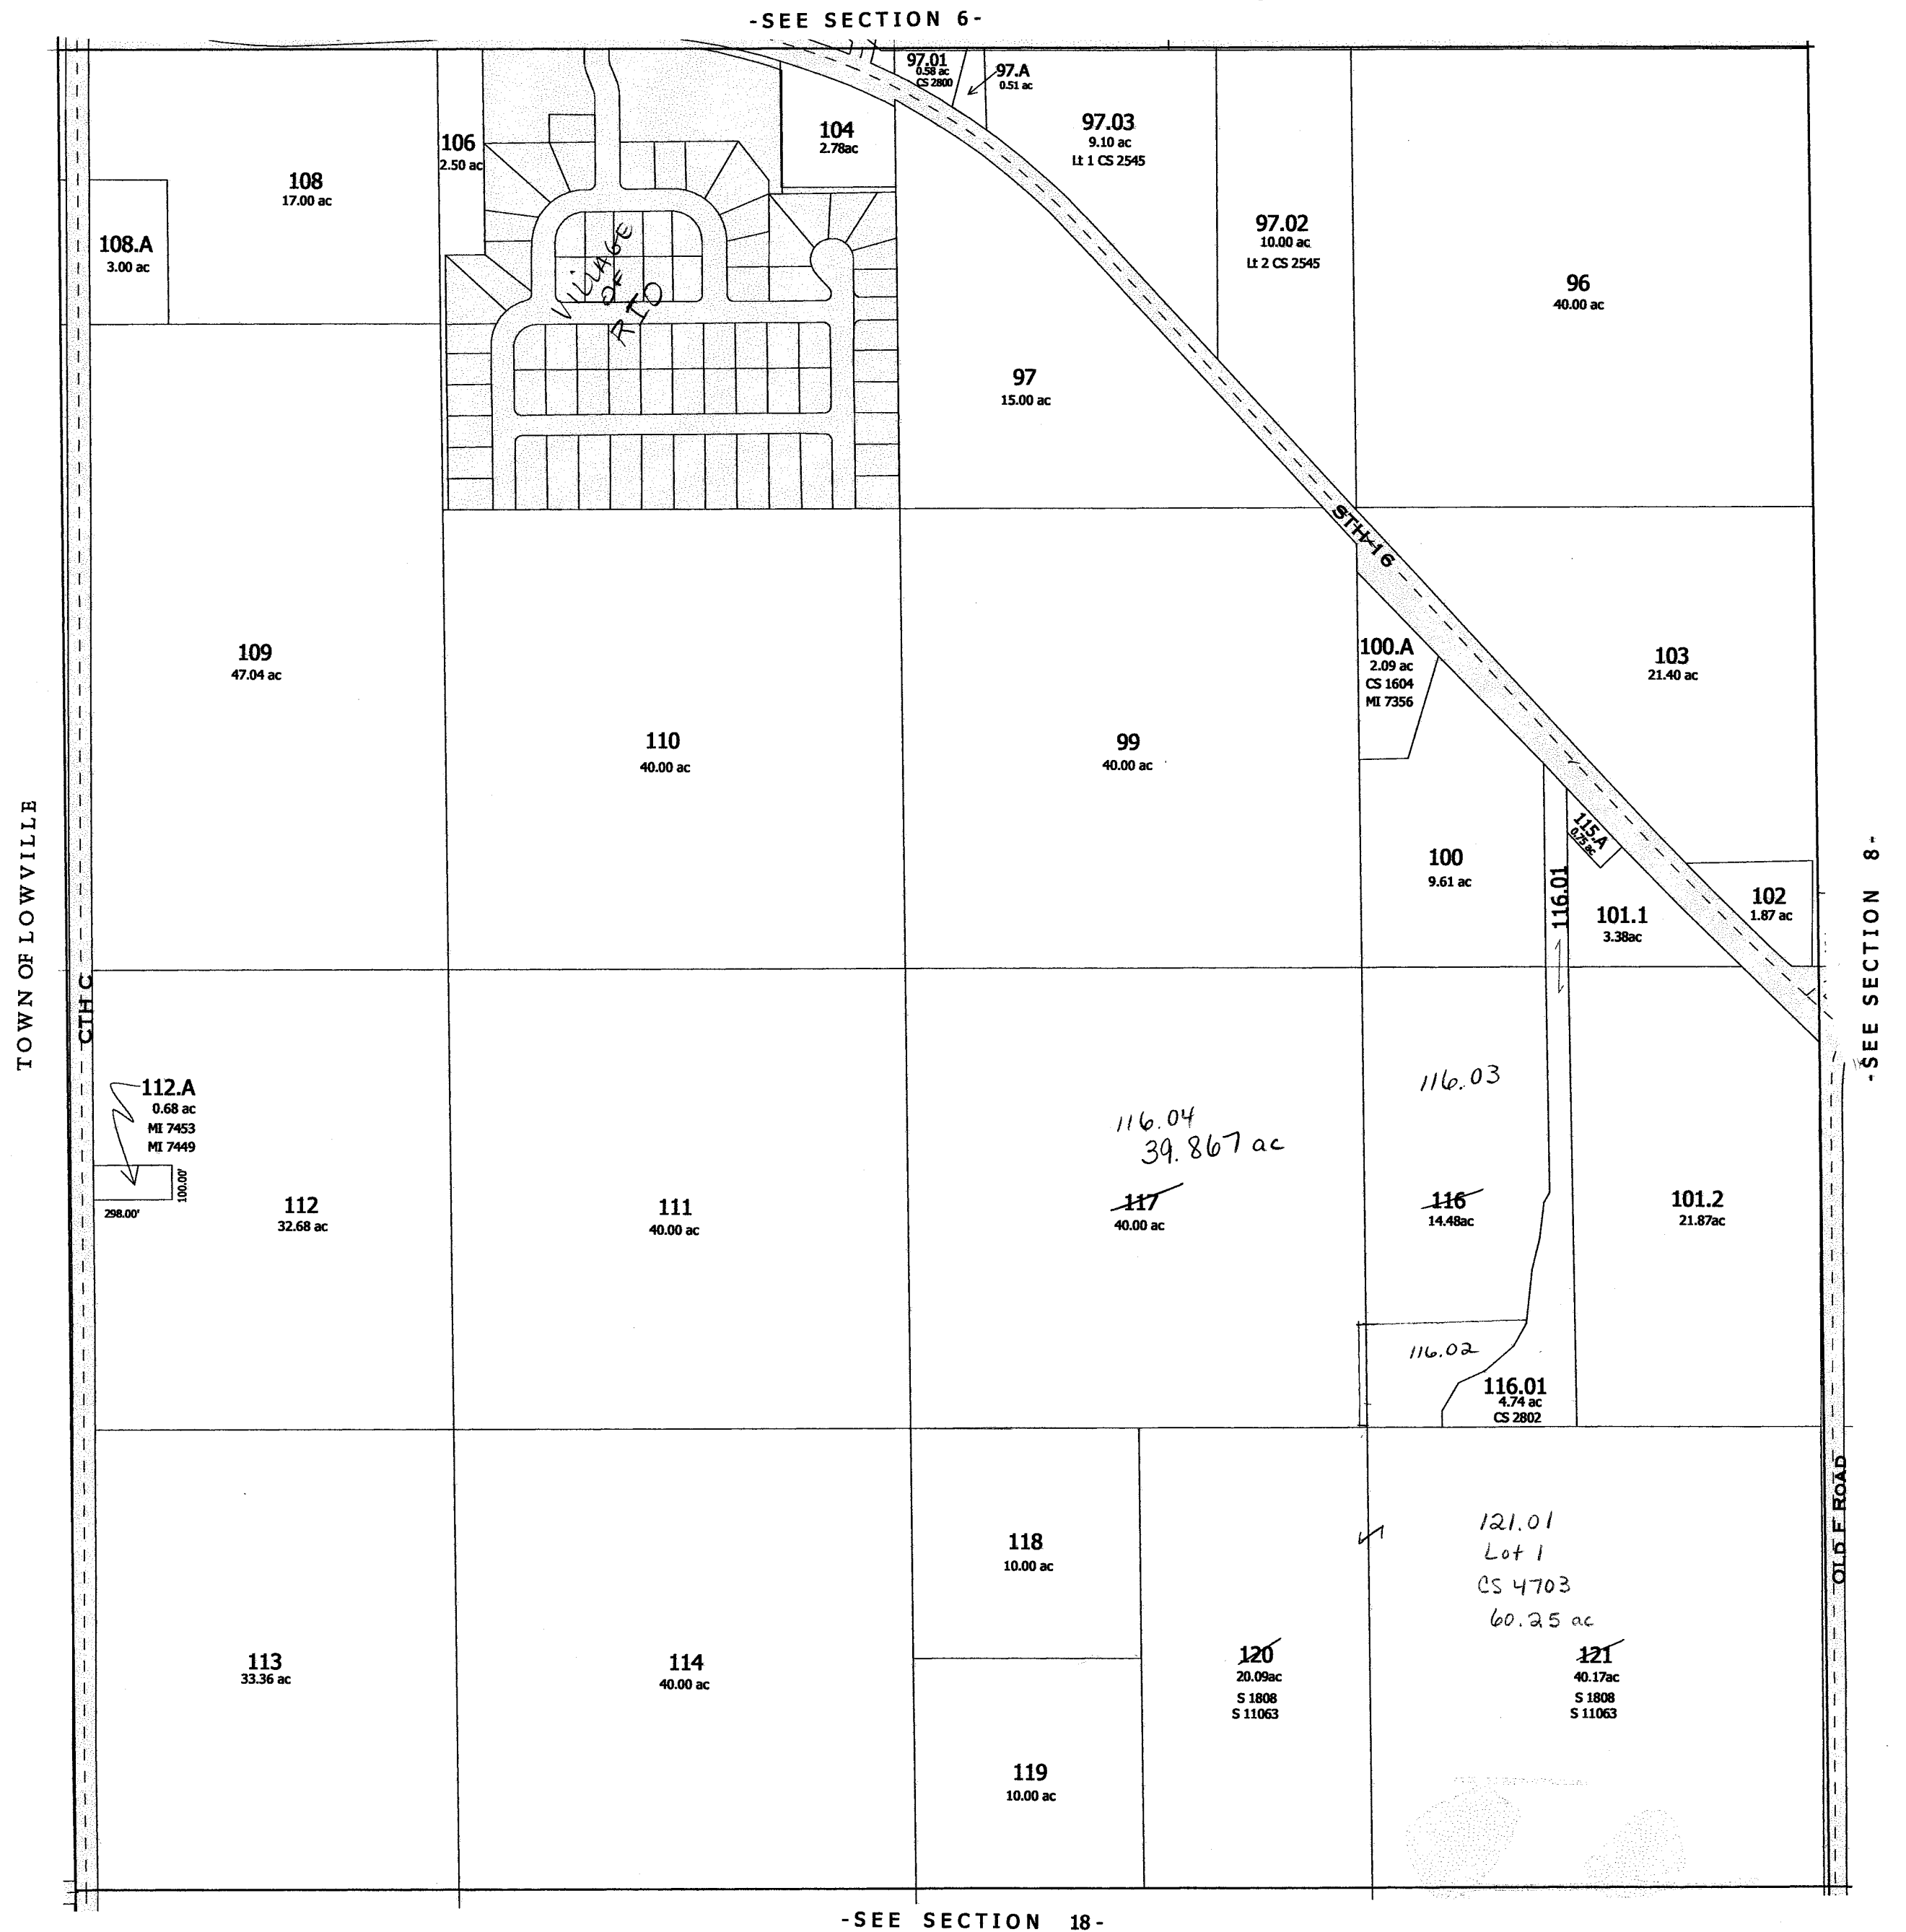 -SEE SECTION 6-
97.01
0.58 ac
CS 2800
97.A
0.51 ac
106
2.50 ac
104
2.78ac
97.03
9.10 ac
Lt 1 CS 2545
108
17.00 ac
108.A
3.00 ac
97.02
10.00 ac
Lt 2 CS 2545
96
40.00 ac
VILLAGE
OF
RIO
97
15.00 ac
STH 16
109
47.04 ac
100.A
2.09 ac
CS 1604
MI 7356
103
21.40 ac
110
40.00 ac
99
40.00 ac
TOWN OF LOWVILLE
115.A
0.75 ac
100
9.61 ac
116.01
101.1
3.38ac
102
1.87 ac
-SEE SECTION 8-
CTH C
112.A
0.68 ac
MI 7453
MI 7449
100.00'
298.00'
112
32.68 ac
111
40.00 ac
116.04
39.867 ac
117
40.00 ac
116.03
116
14.48ac
101.2
21.87ac
116.02
116.01
4.74 ac
CS 2802
OLD F ROAD
118
10.00 ac
121.01
Lot 1
CS 4703
60.25 ac
113
33.36 ac
114
40.00 ac
120
20.09ac
S 1808
S 11063
121
40.17ac
S 1808
S 11063
119
10.00 ac
-SEE SECTION 18-